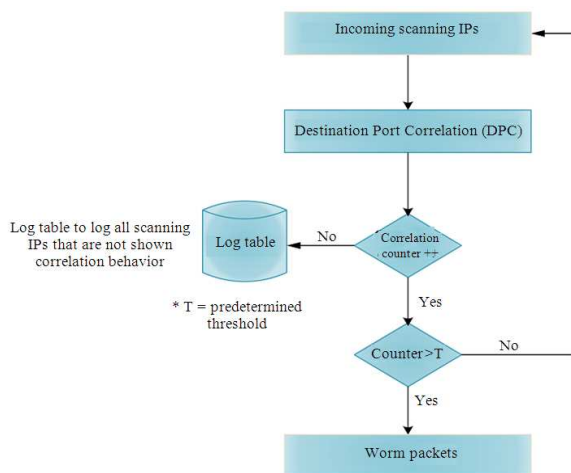 Incoming scanning IPs
Destination Port Correlation (DPC)
Log table to log all scanning
IPs that are not shown
correlation behavior
Log table
No
Correlation
counter ++
* T = predetermined
threshold
Yes
Counter>T
No
Yes
Worm packets